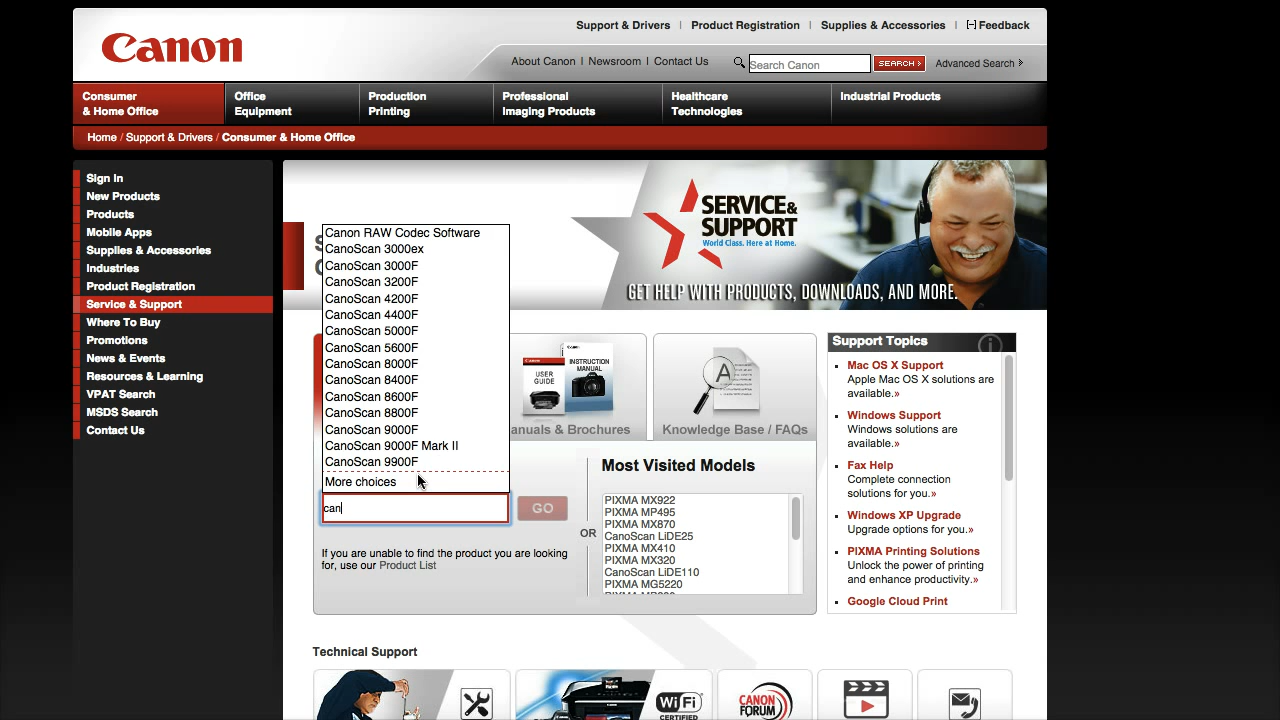 Support & Drivers | Product Registration | Supplies & Accessories | [-] Feedback
Canon
About Canon | Newsroom | Contact Us
Search Canon
SEARCH
Advanced Search
Consumer
& Home Office
Office
Equipment
Production
Printing
Professional
Imaging Products
Healthcare
Technologies
Industrial Products
Home / Support & Drivers / Consumer & Home Office
Sign In
New Products
Products
Mobile Apps
Supplies & Accessories
Industries
Product Registration
Service & Support
Where To Buy
Promotions
News & Events
Resources & Learning
VPAT Search
MSDS Search
Contact Us
SERVICE &
SUPPORT
World Class. Here at Home.
GET HELP WITH PRODUCTS, DOWNLOADS, AND MORE.
Canon RAW Codec Software
CanoScan 3000ex
CanoScan 3000F
CanoScan 3200F
CanoScan 4200F
CanoScan 4400F
CanoScan 5000F
CanoScan 5600F
CanoScan 8000F
CanoScan 8400F
CanoScan 8600F
CanoScan 8800F
CanoScan 9000F
CanoScan 9000F Mark II
CanoScan 9900F
More choices
can
GO
If you are unable to find the product you are looking
for, use our Product List
Canon
USER
GUIDE
Canon
INSTRUCTION
MANUAL
anuals & Brochures
A
Knowledge Base / FAQs
OR
Most Visited Models
PIXMA MX922
PIXMA MP495
PIXMA MX870
CanoScan LiDE25
PIXMA MX410
PIXMA MX320
CanoScan LiDE110
PIXMA MG5220
Support Topics
Mac OS X Support
Apple Mac OS X solutions are
available.»
Windows Support
Windows solutions are
available.»
Fax Help
Complete connection
solutions for you.»
Windows XP Upgrade
Upgrade options for you.»
PIXMA Printing Solutions
Unlock the power of printing
and enhance productivity.»
Google Cloud Print
Technical Support
Wi Fi
CERTIFIED
CANON
FORUM